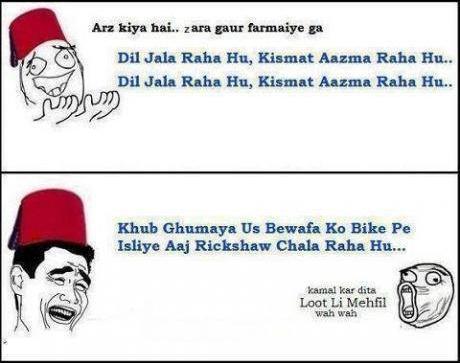 Arz kiya hai.. zara gaur farmaiye ga
Dil Jala Raha Hu, Kismat Aazma Raha Hu..
Dil Jala Raha Hu, Kismat Aazma Raha Hu..
Khub Ghumaya Us Bewafa Ko Bike Pe
Isliye Aaj Rickshaw Chala Raha Hu...
kamal kar dita
Loot Li Mehfil
wah wah